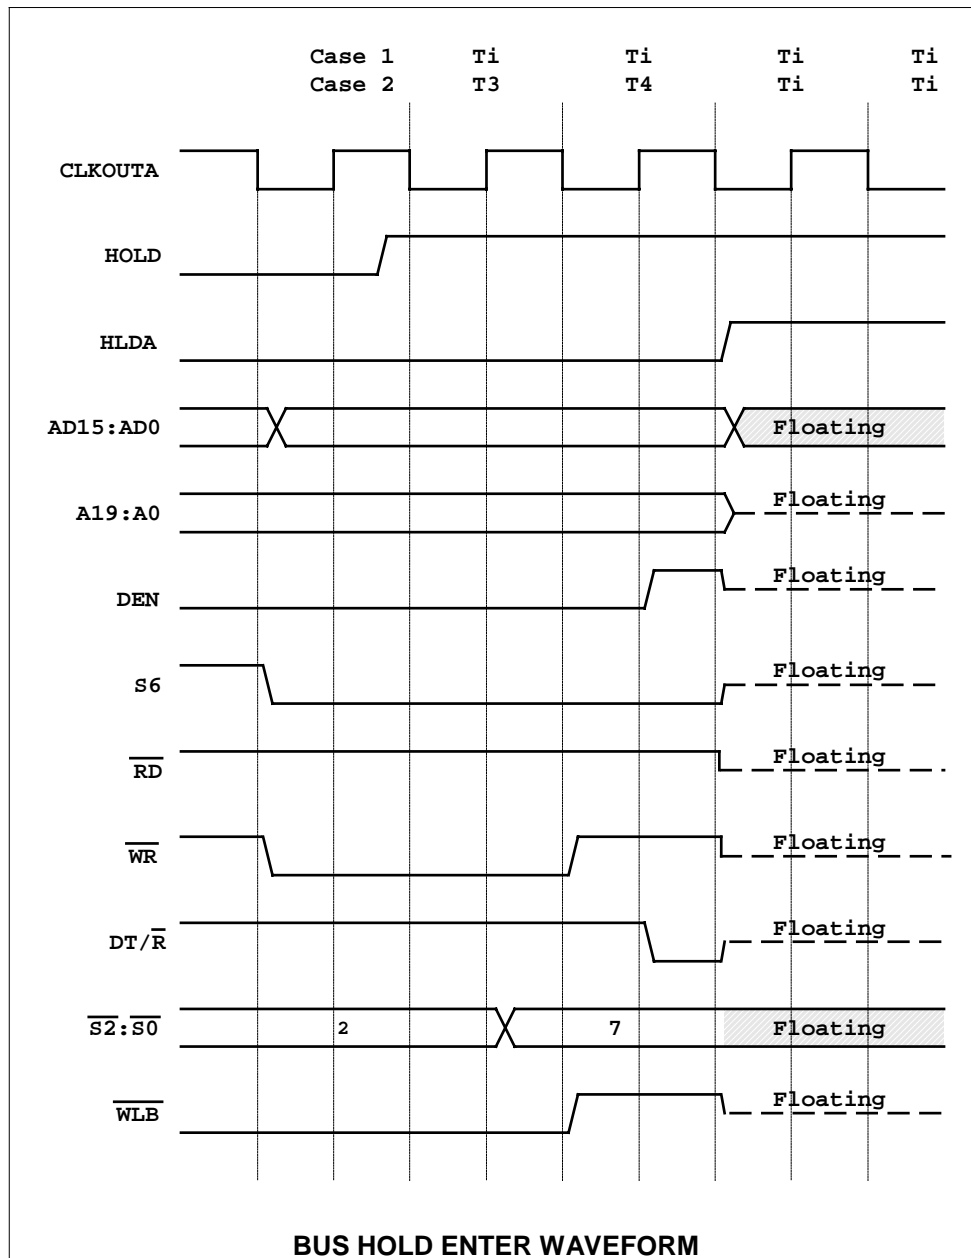 Case 1 Ti Ti Ti Ti
Case 2 T3 T4 Ti Ti
CLKOUTA
HOLD
HLDA
AD15:AD0 Floating
A19:A0 Floating
DEN Floating
S6 Floating
RD Floating
WR Floating
DT/R Floating
S2:S0 2 7 Floating
WLB Floating
BUS HOLD ENTER WAVEFORM